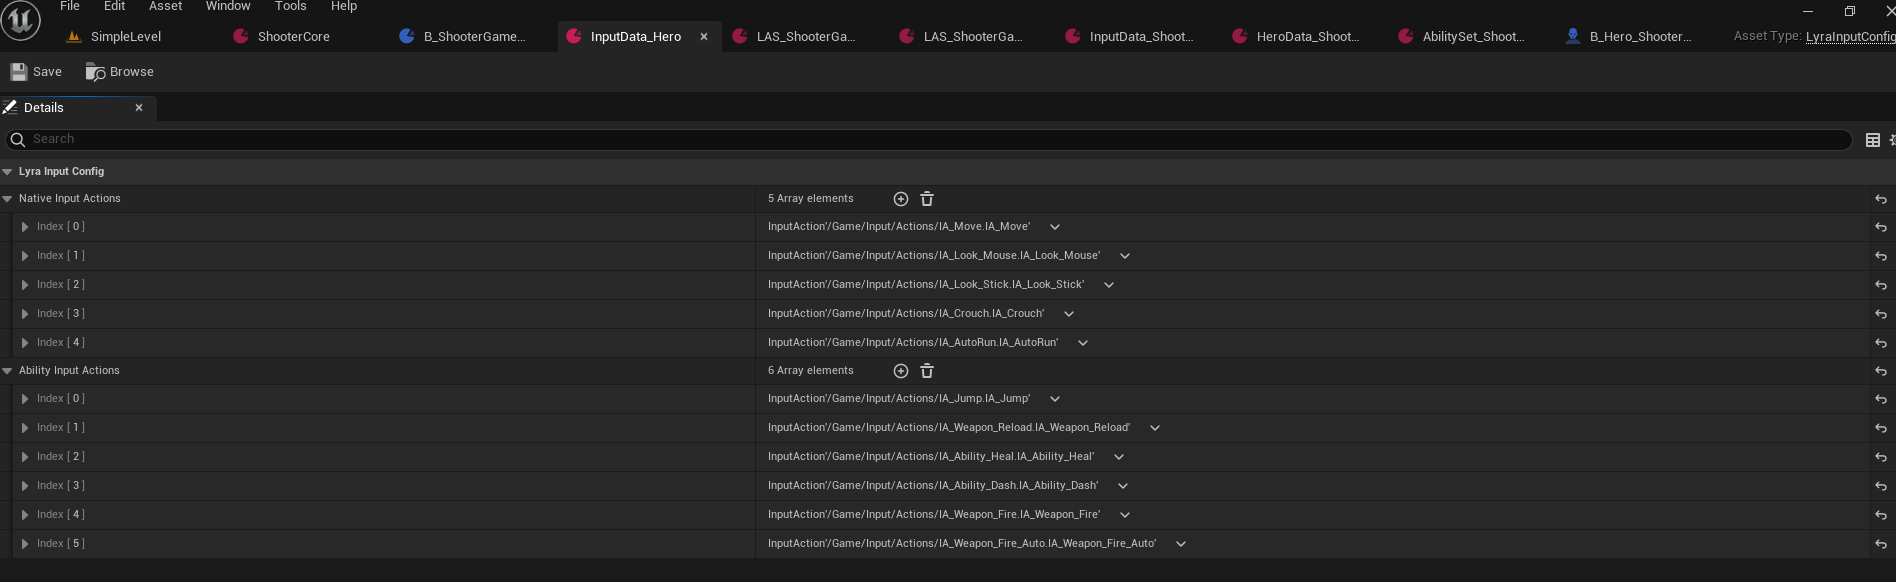 File Edit Asset Window Tools Help
SimpleLevel ShooterCore B_ShooterGame... InputData_Hero LAS_ShooterGa... LAS_ShooterGa... InputData_Shoot... HeroData_Shoot... AbilitySet_Shoot... B_Hero_Shooter... Asset Type: LyraInputConfig
Save Browse
Details
Search
Lyra Input Config
Native Input Actions 5 Array elements
Index [ 0 ] InputAction'/Game/Input/Actions/IA_Move.IA_Move'
Index [ 1 ] InputAction'/Game/Input/Actions/IA_Look_Mouse.IA_Look_Mouse'
Index [ 2 ] InputAction'/Game/Input/Actions/IA_Look_Stick.IA_Look_Stick'
Index [ 3 ] InputAction'/Game/Input/Actions/IA_Crouch.IA_Crouch'
Index [ 4 ] InputAction'/Game/Input/Actions/IA_AutoRun.IA_AutoRun'
Ability Input Actions 6 Array elements
Index [ 0 ] InputAction'/Game/Input/Actions/IA_Jump.IA_Jump'
Index [ 1 ] InputAction'/Game/Input/Actions/IA_Weapon_Reload.IA_Weapon_Reload'
Index [ 2 ] InputAction'/Game/Input/Actions/IA_Ability_Heal.IA_Ability_Heal'
Index [ 3 ] InputAction'/Game/Input/Actions/IA_Ability_Dash.IA_Ability_Dash'
Index [ 4 ] InputAction'/Game/Input/Actions/IA_Weapon_Fire.IA_Weapon_Fire'
Index [ 5 ] InputAction'/Game/Input/Actions/IA_Weapon_Fire_Auto.IA_Weapon_Fire_Auto'